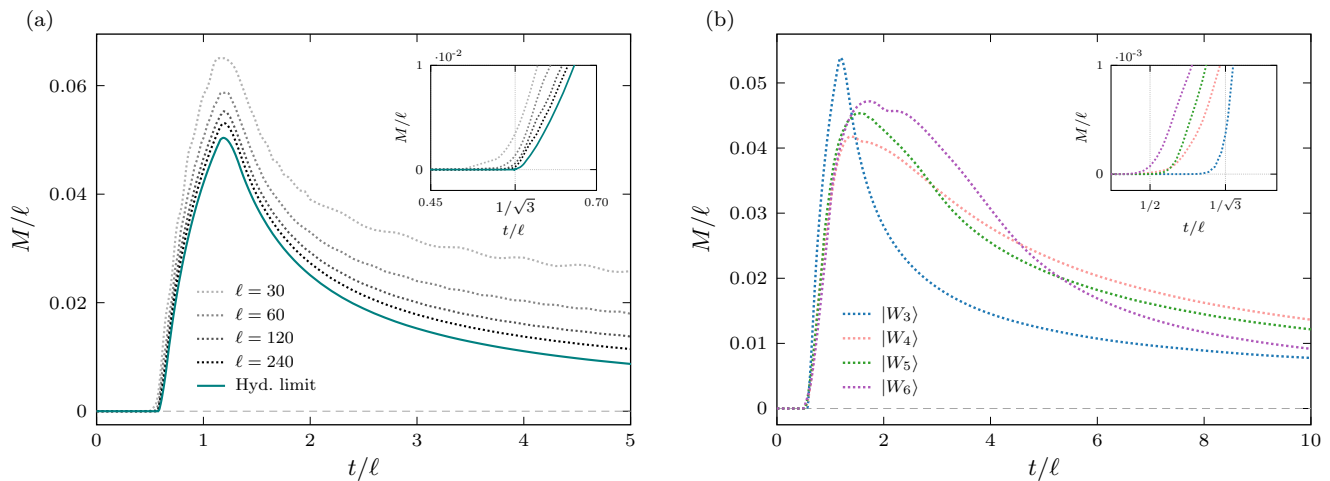 (a)
M/ℓ
0.06
0.04
0.02
0
0
1
2
3
4
5
t/ℓ
ℓ = 30
ℓ = 60
ℓ = 120
ℓ = 240
Hyd. limit
·10⁻²
1
M/ℓ
0
0.45
1/√3
0.70
t/ℓ
(b)
M/ℓ
0.05
0.04
0.03
0.02
0.01
0
0
2
4
6
8
10
t/ℓ
|W₃⟩
|W₄⟩
|W₅⟩
|W₆⟩
·10⁻³
1
M/ℓ
0
1/2
1/√3
t/ℓ